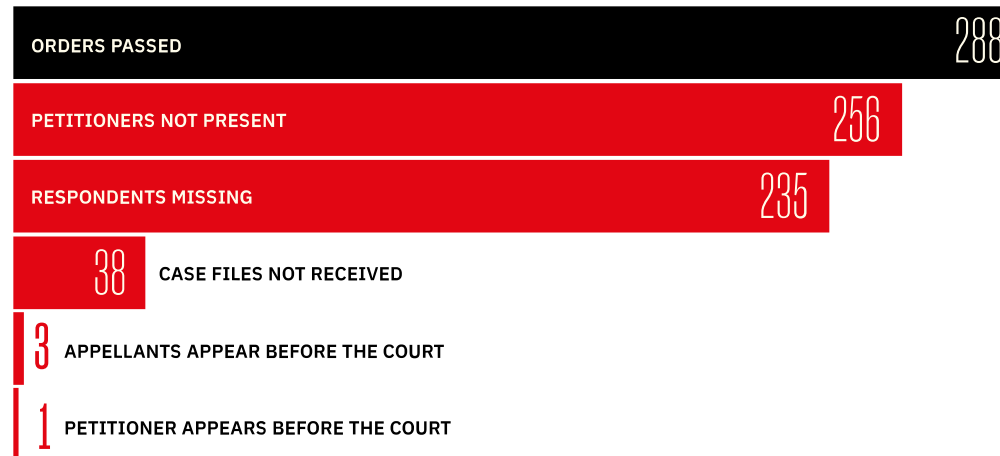 ORDERS PASSED 288
PETITIONERS NOT PRESENT 256
RESPONDENTS MISSING 235
38 CASE FILES NOT RECEIVED
3 APPELLANTS APPEAR BEFORE THE COURT
1 PETITIONER APPEARS BEFORE THE COURT